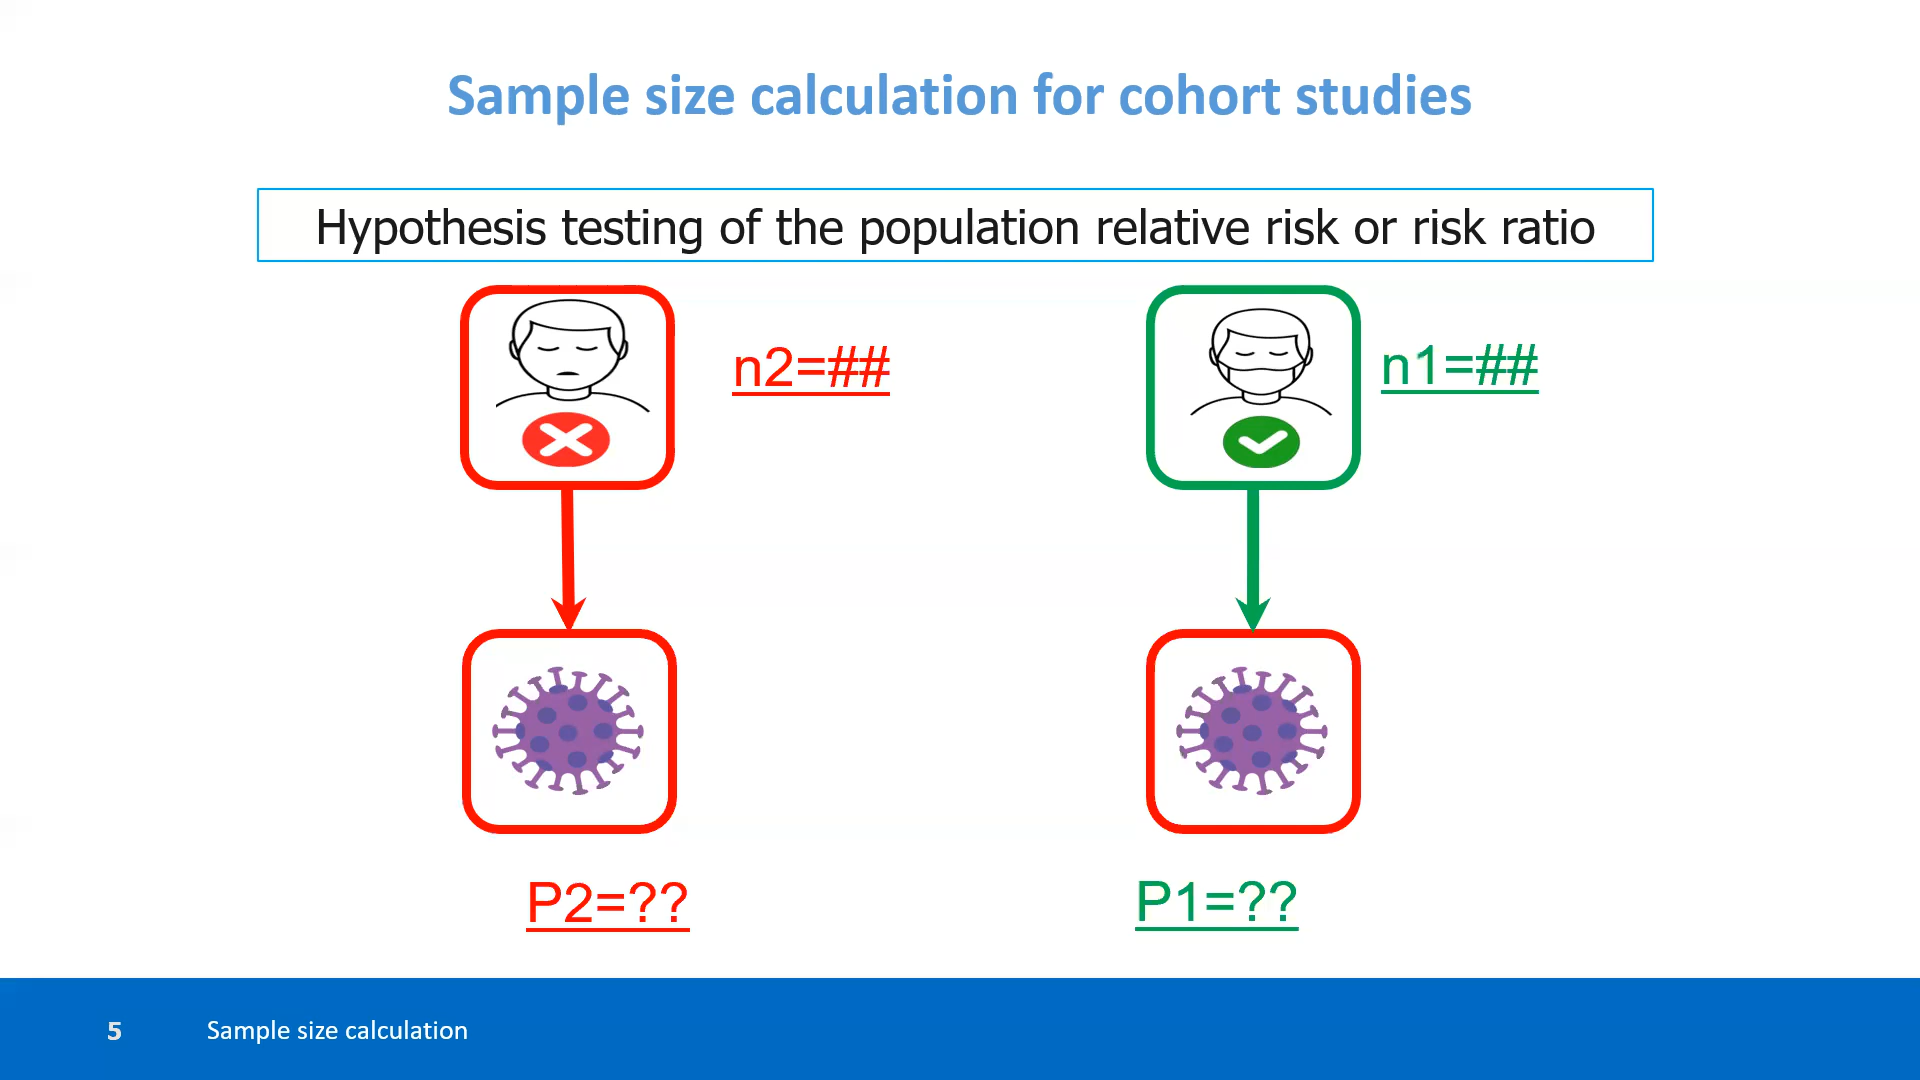 Sample size calculation for cohort studies
Hypothesis testing of the population relative risk or risk ratio
n2=##
n1=##
P2=??
P1=??
5
Sample size calculation